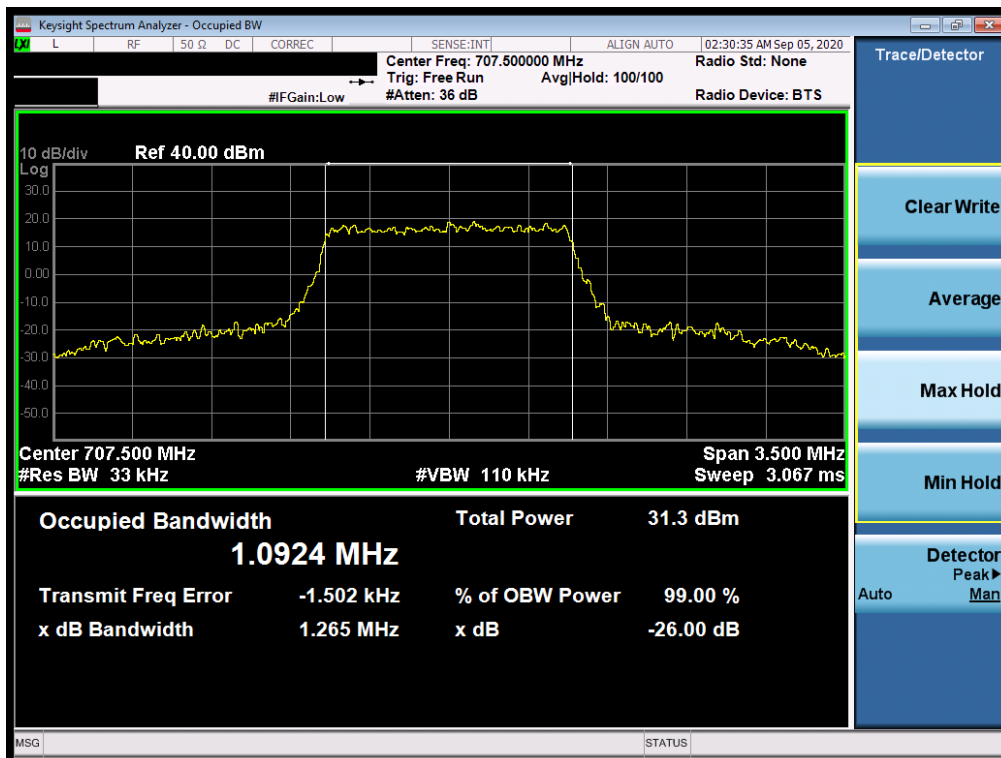 Keysight Spectrum Analyzer - Occupied BW
LXI L RF 50 Ω DC CORREC SENSE:INT ALIGN AUTO 02:30:35 AM Sep 05, 2020
Center Freq: 707.500000 MHz Radio Std: None
Trig: Free Run Avg|Hold: 100/100
#IFGain:Low #Atten: 36 dB Radio Device: BTS
10 dB/div Ref 40.00 dBm
Log
30.0
20.0
10.0
0.00
-10.0
-20.0
-30.0
-40.0
-50.0
Center 707.500 MHz Span 3.500 MHz
#Res BW 33 kHz #VBW 110 kHz Sweep 3.067 ms
Occupied Bandwidth Total Power 31.3 dBm
1.0924 MHz
Transmit Freq Error -1.502 kHz % of OBW Power 99.00 %
x dB Bandwidth 1.265 MHz x dB -26.00 dB
MSG STATUS
Trace/Detector
Clear Write
Average
Max Hold
Min Hold
Detector
Peak▶
Auto Man